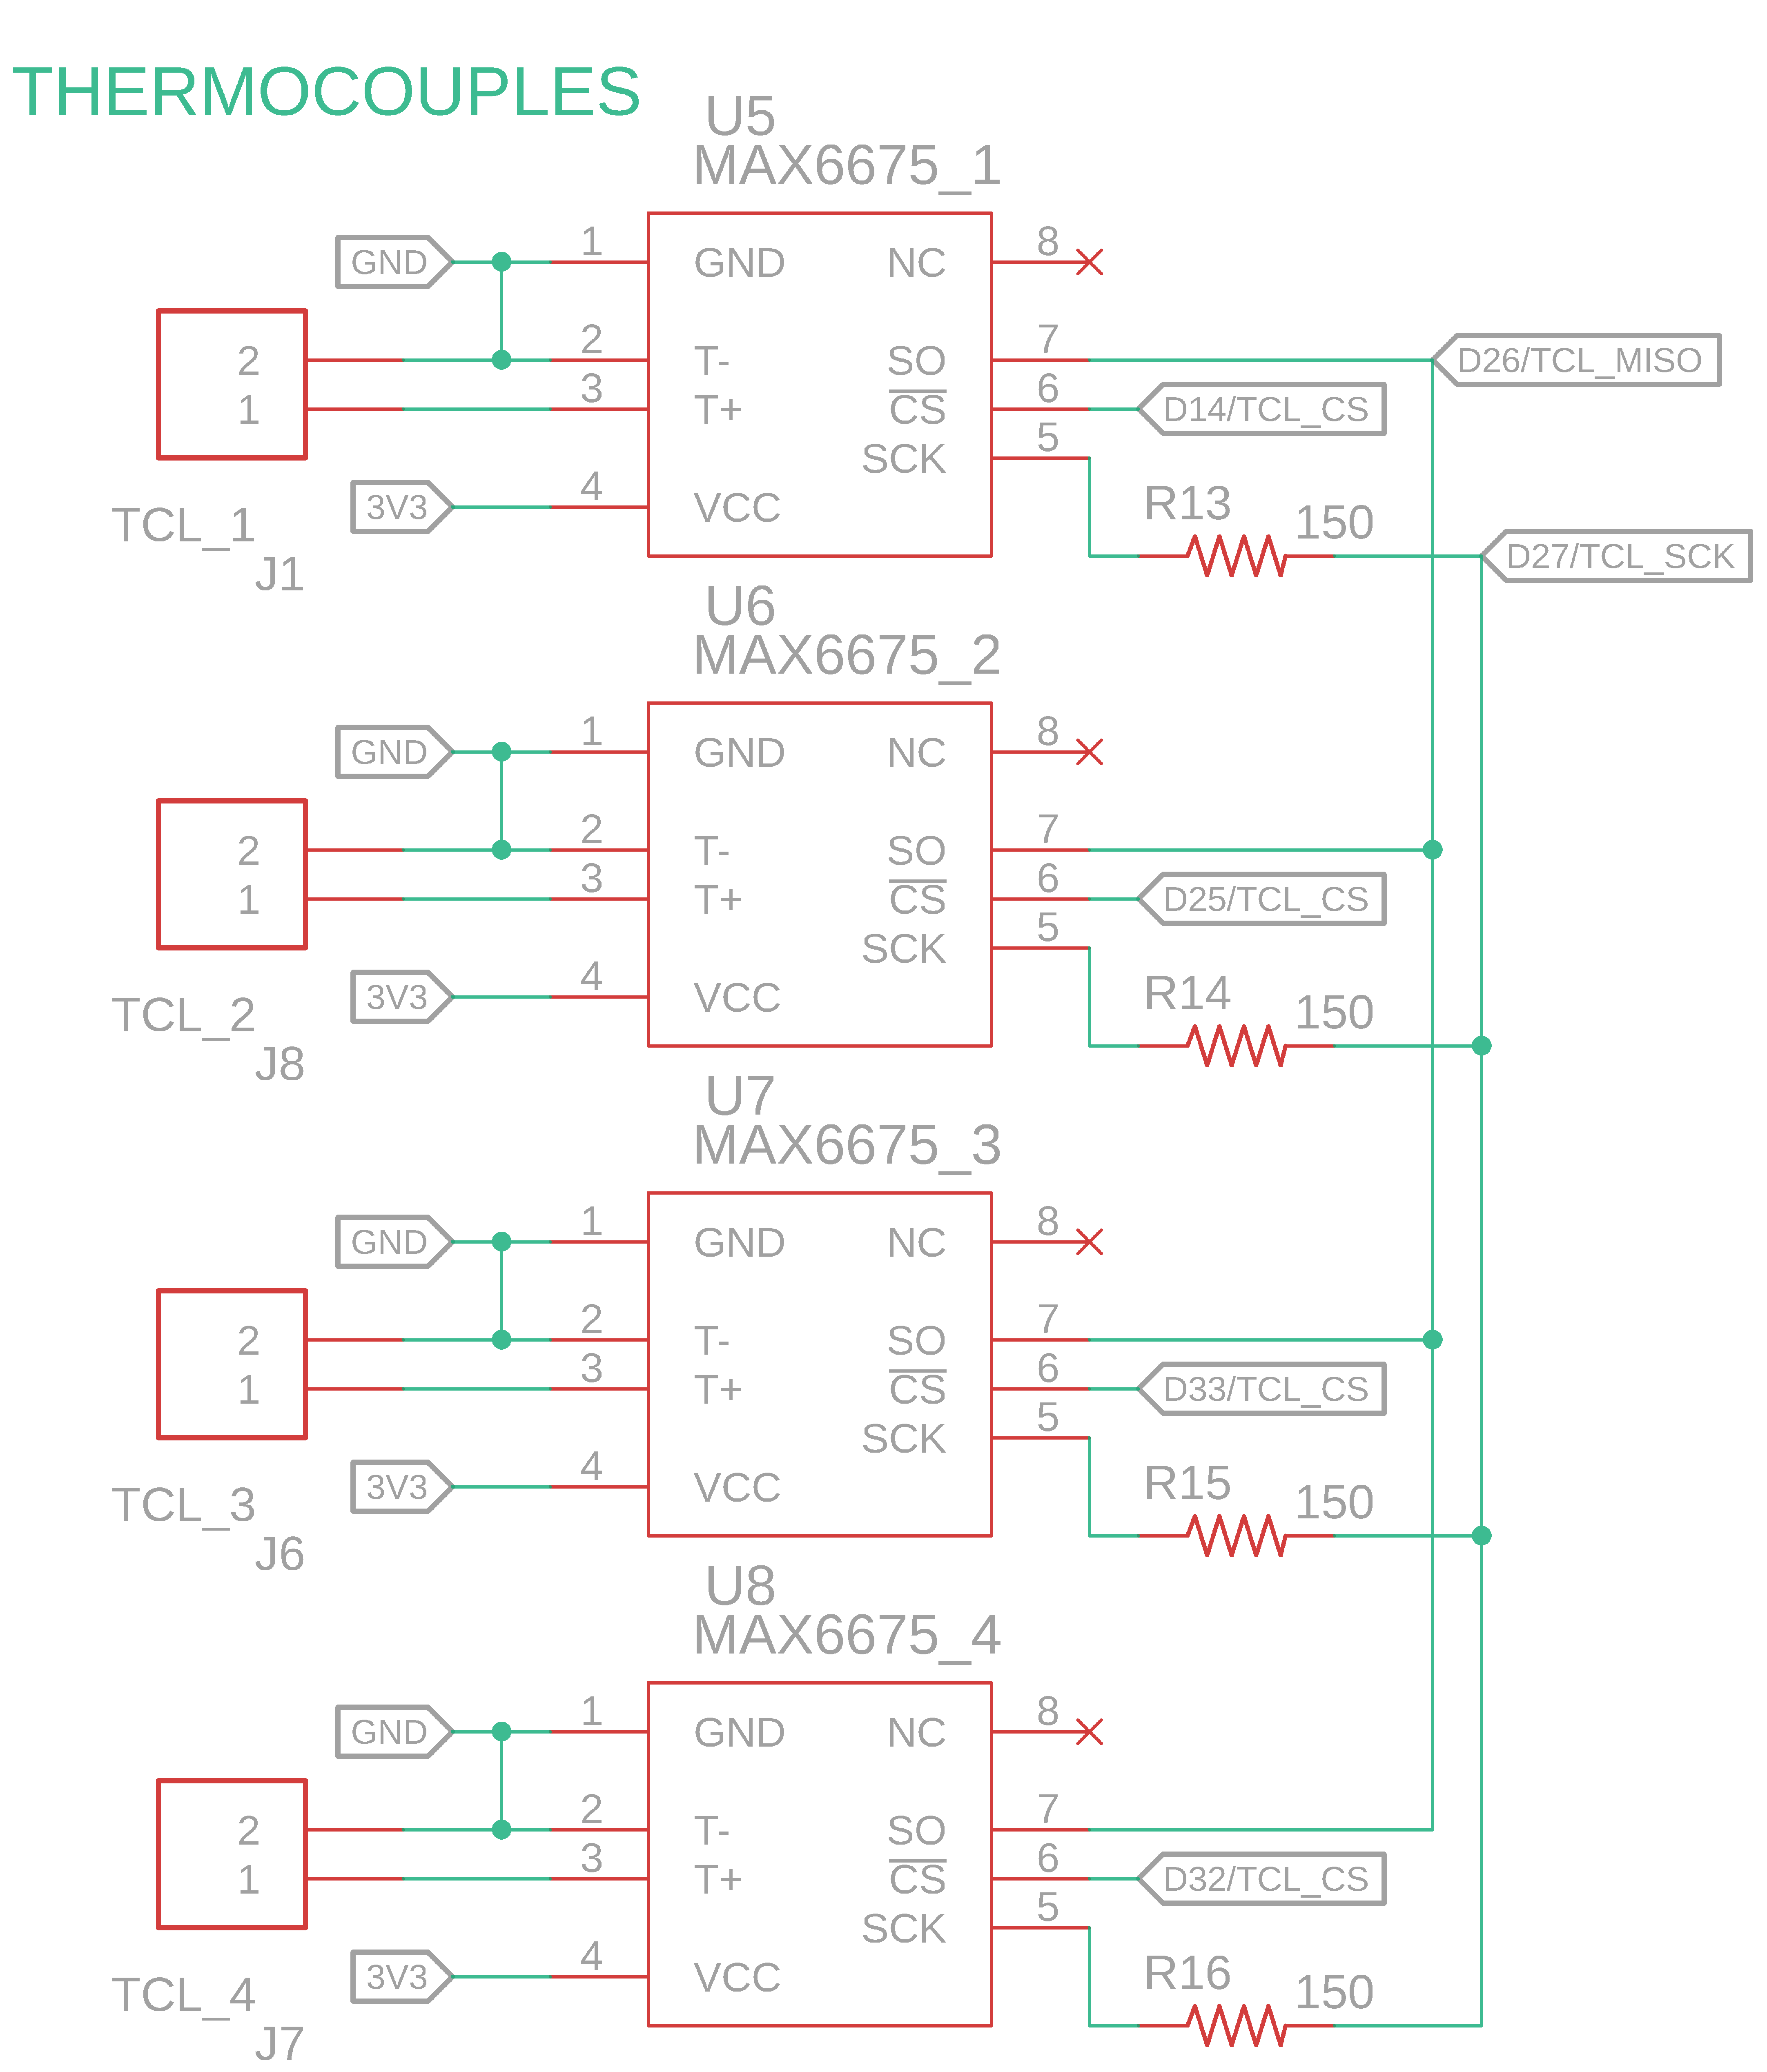 THERMOCOUPLES
U5
MAX6675_1
GND 1 GND NC 8
2 2 T- SO 7 D26/TCL_MISO
1 3 T+ CS 6 D14/TCL_CS
SCK 5
3V3 4 VCC
TCL_1
J1
R13 150
D27/TCL_SCK
U6
MAX6675_2
GND 1 GND NC 8
2 2 T- SO 7
1 3 T+ CS 6 D25/TCL_CS
SCK 5
3V3 4 VCC
TCL_2
J8
R14 150
U7
MAX6675_3
GND 1 GND NC 8
2 2 T- SO 7
1 3 T+ CS 6 D33/TCL_CS
SCK 5
3V3 4 VCC
TCL_3
J6
R15 150
U8
MAX6675_4
GND 1 GND NC 8
2 2 T- SO 7
1 3 T+ CS 6 D32/TCL_CS
SCK 5
3V3 4 VCC
TCL_4
J7
R16 150